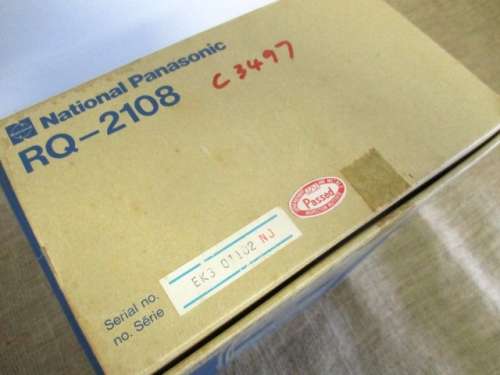 National Panasonic
RQ-2108
C3497
Passed
EK3 01102 NJ
Serial no.
no. Série